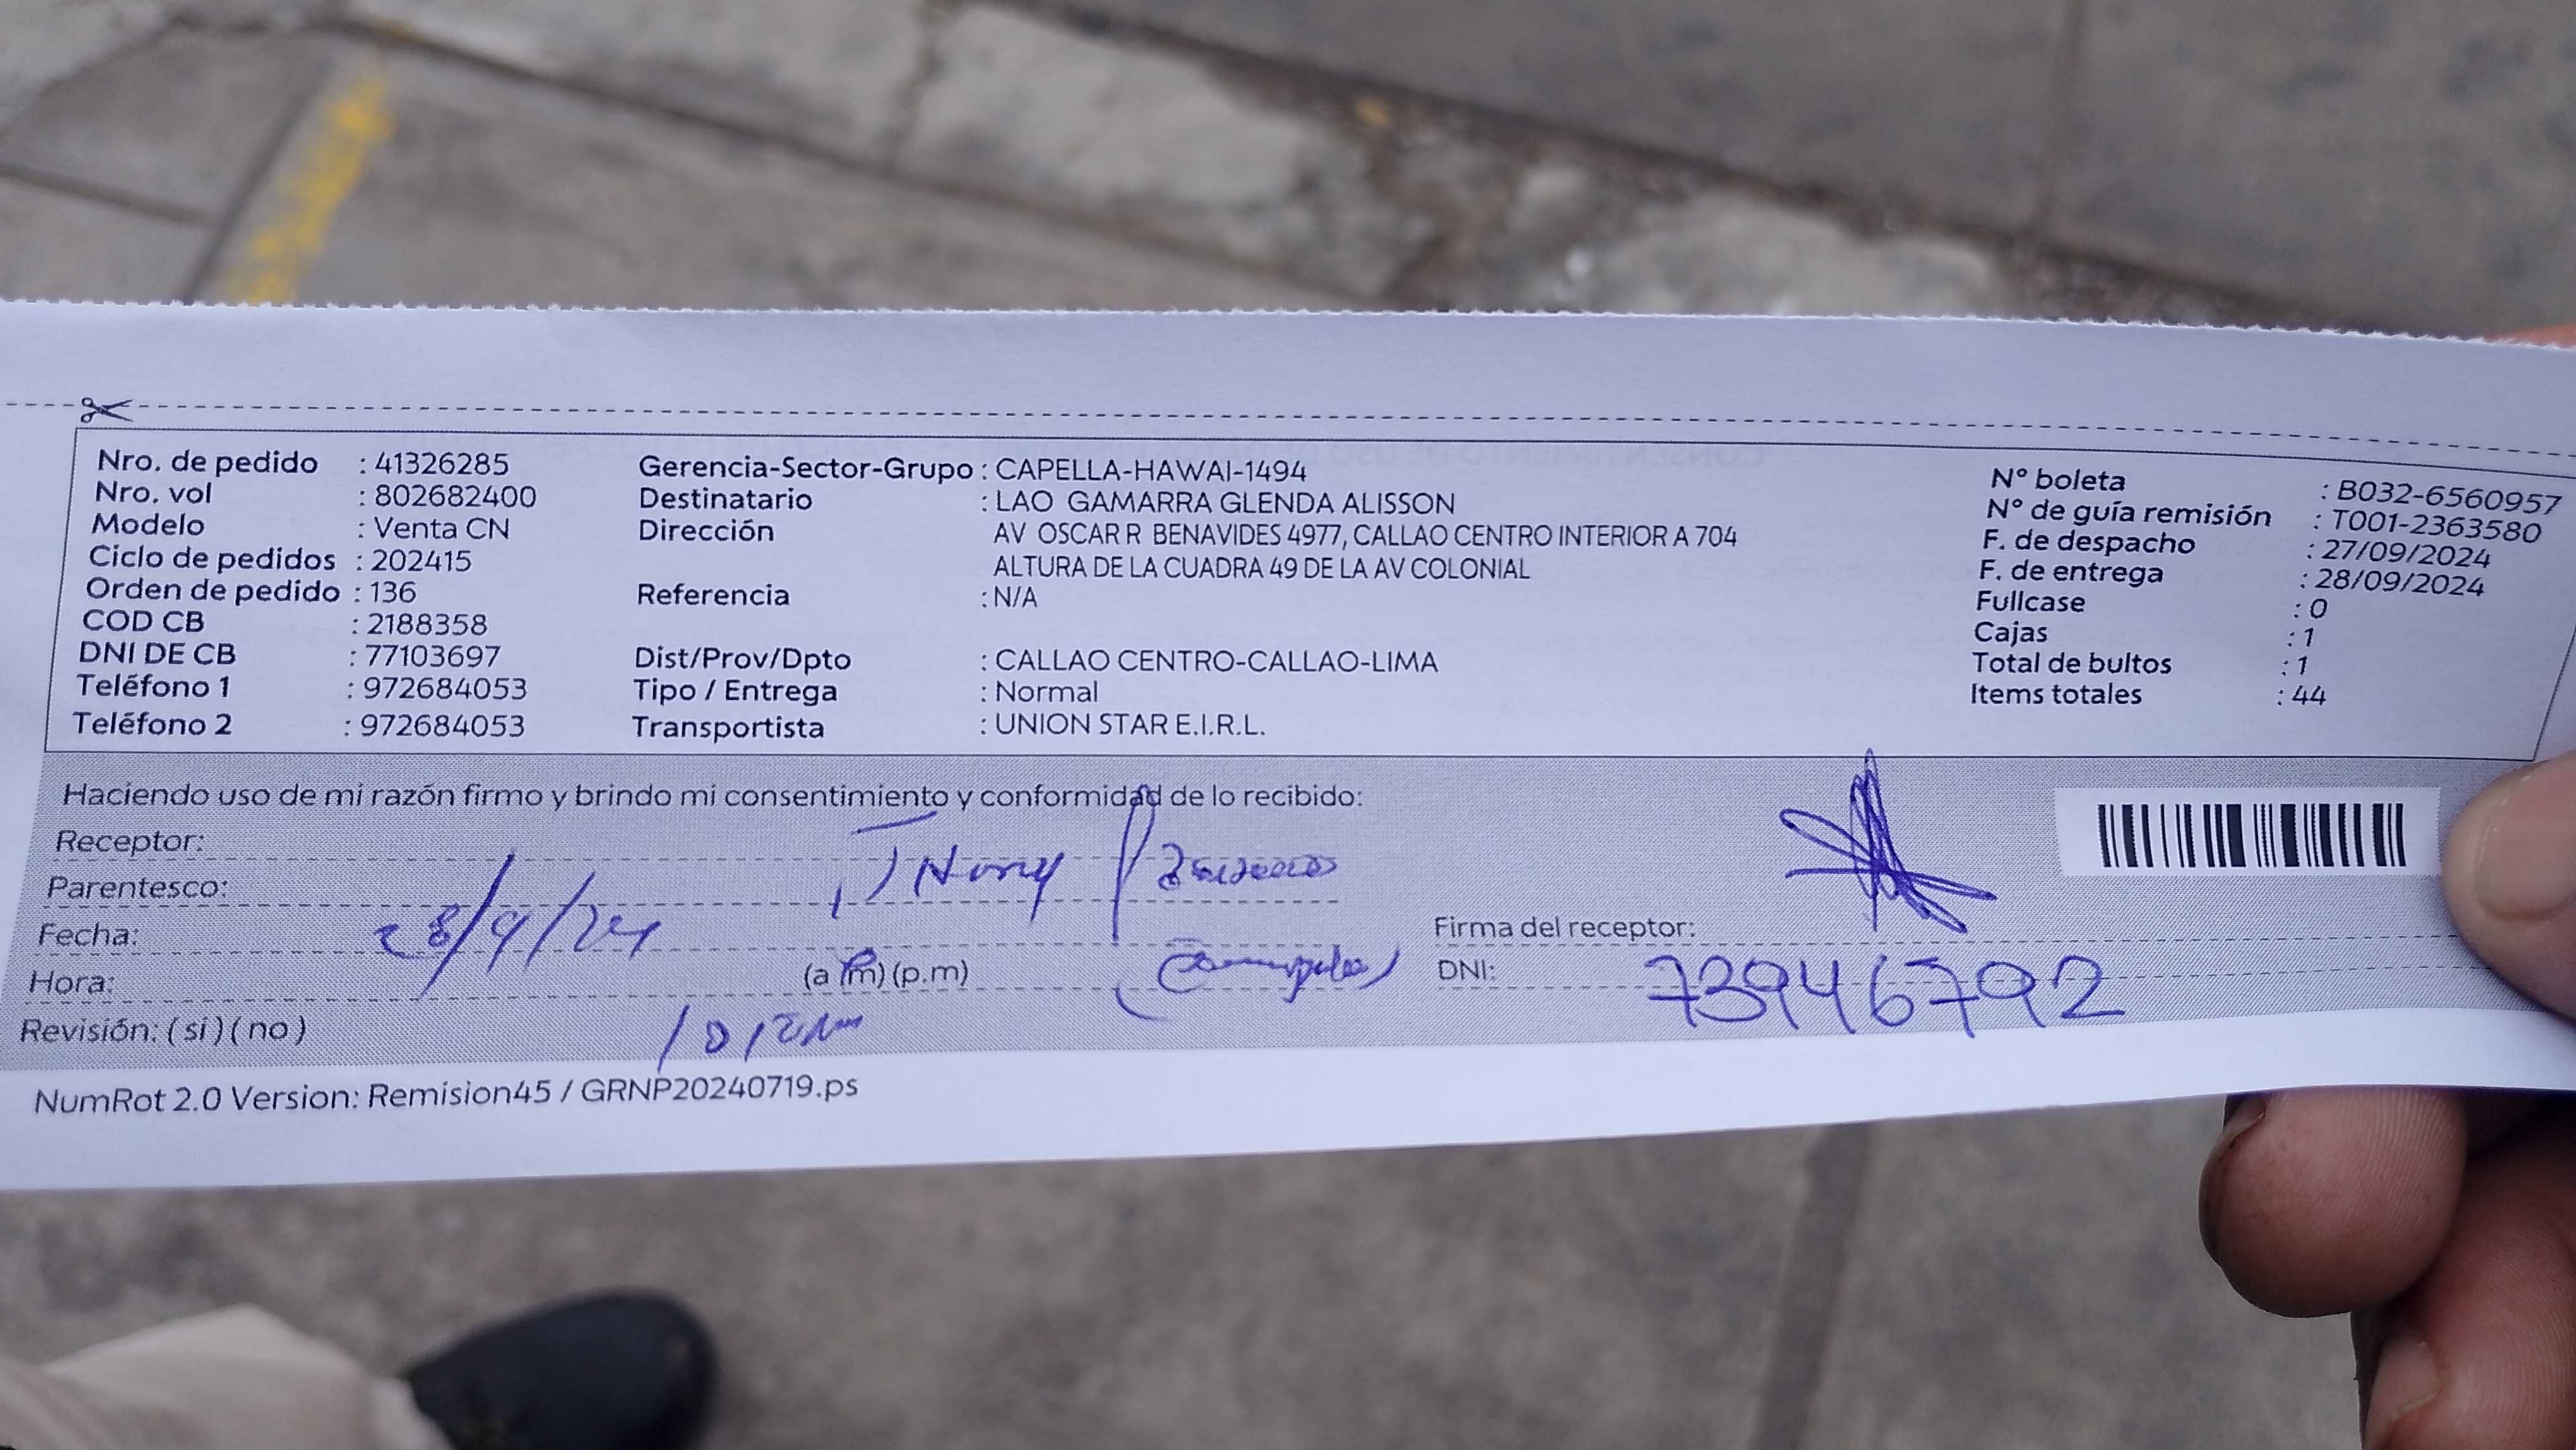 Nro. de pedido : 41326285
Nro. vol : 802682400
Modelo : Venta CN
Ciclo de pedidos : 202415
Orden de pedido : 136
COD CB : 2188358
DNI DE CB : 77103697
Teléfono 1 : 972684053
Teléfono 2 : 972684053
Gerencia-Sector-Grupo : CAPELLA-HAWAI-1494
Destinatario : LAO GAMARRA GLENDA ALISSON
Dirección AV OSCAR R BENAVIDES 4977, CALLAO CENTRO INTERIOR A 704
ALTURA DE LA CUADRA 49 DE LA AV COLONIAL
Referencia : N/A
Dist/Prov/Dpto : CALLAO CENTRO-CALLAO-LIMA
Tipo / Entrega : Normal
Transportista : UNION STAR E.I.R.L.
N° boleta : B032-6560957
N° de guía remisión : T001-2363580
F. de despacho : 27/09/2024
F. de entrega : 28/09/2024
Fullcase : 0
Cajas : 1
Total de bultos : 1
Items totales : 44
Haciendo uso de mi razón firmo y brindo mi consentimiento y conformidad de lo recibido:
Receptor:
Parentesco:
Fecha: 28/9/24
Hora: (a.m) (p.m)
Revisión: (si) (no)
Firma del receptor:
DNI: 73946792
NumRot 2.0 Version: Remision45 / GRNP20240719.ps